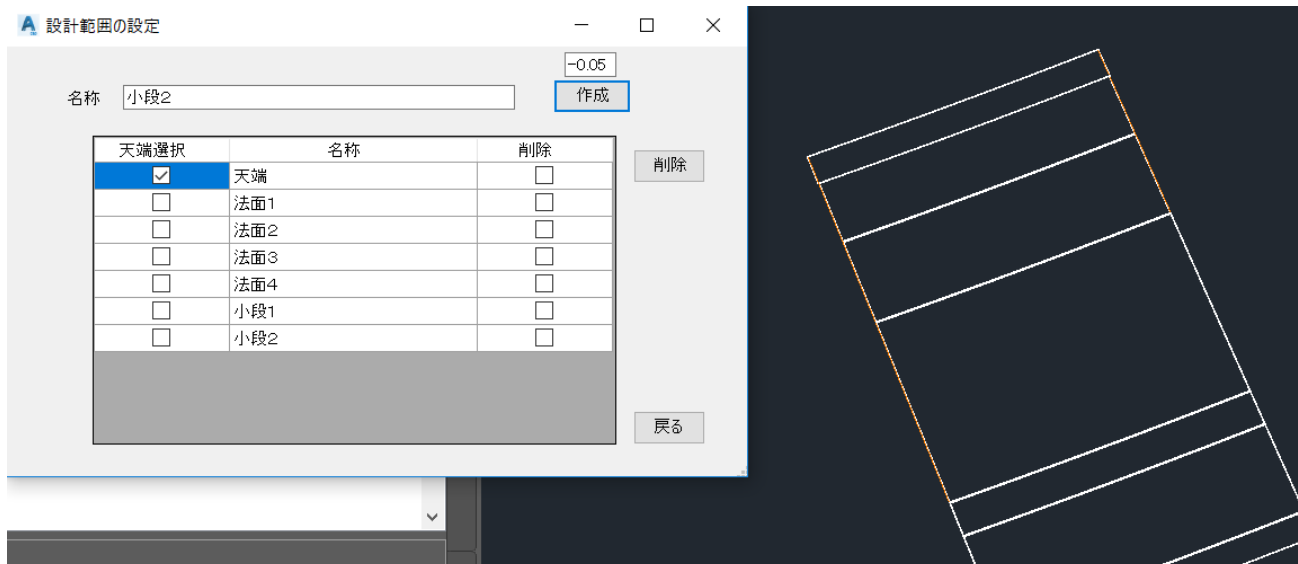 設計範囲の設定
-0.05
名称 小段2 作成
天端選択 名称 削除
天端
法面1
法面2
法面3
法面4
小段1
小段2
削除
戻る